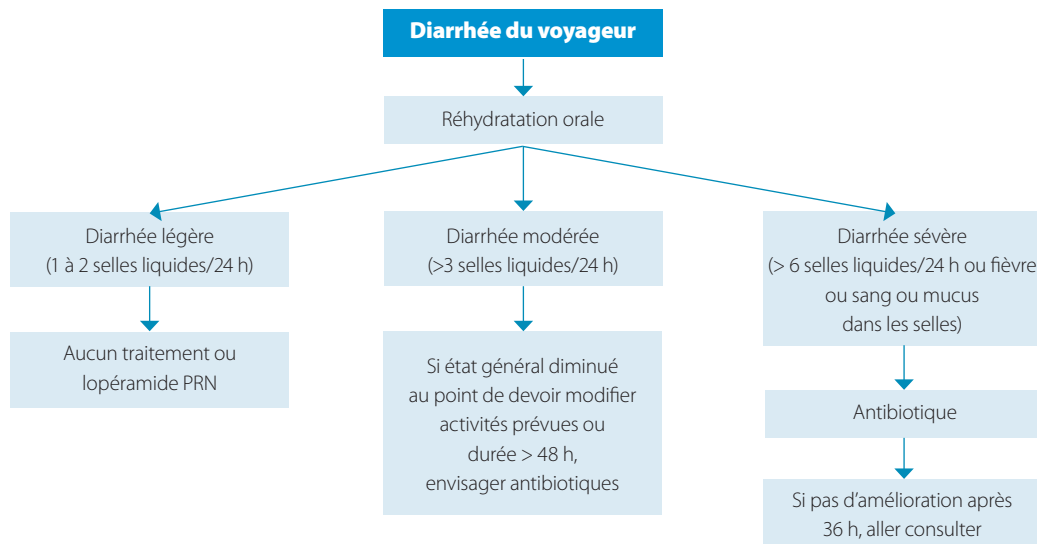 Diarrhée du voyageur
Réhydratation orale
Diarrhée légère
(1 à 2 selles liquides/24 h)
Aucun traitement ou
lopéramide PRN
Diarrhée modérée
(>3 selles liquides/24 h)
Si état général diminué
au point de devoir modifier
activités prévues ou
durée > 48 h,
envisager antibiotiques
Diarrhée sévère
(> 6 selles liquides/24 h ou fièvre
ou sang ou mucus
dans les selles)
Antibiotique
Si pas d’amélioration après
36 h, aller consulter